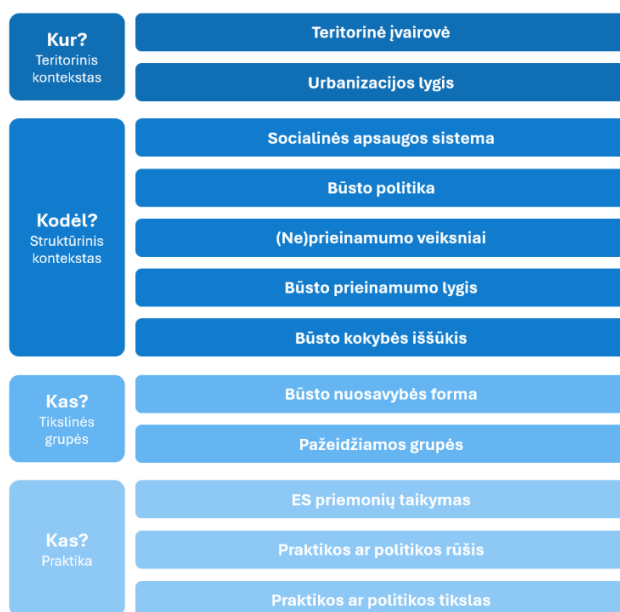 Kur?
Teritorinis
kontekstas
Teritorinė įvairovė
Urbanizacijos lygis
Kodėl?
Struktūrinis
kontekstas
Socialinės apsaugos sistema
Būsto politika
(Ne)prieinamumo veiksniai
Būsto prieinamumo lygis
Būsto kokybės iššūkis
Kas?
Tikslinės
grupės
Būsto nuosavybės forma
Pažeidžiamos grupės
Kas?
Praktika
ES priemonių taikymas
Praktikos ar politikos rūšis
Praktikos ar politikos tikslas